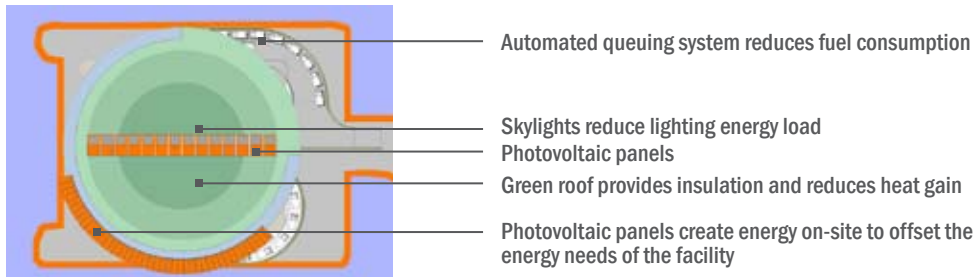 Automated queuing system reduces fuel consumption
Skylights reduce lighting energy load
Photovoltaic panels
Green roof provides insulation and reduces heat gain
Photovoltaic panels create energy on-site to offset the
energy needs of the facility